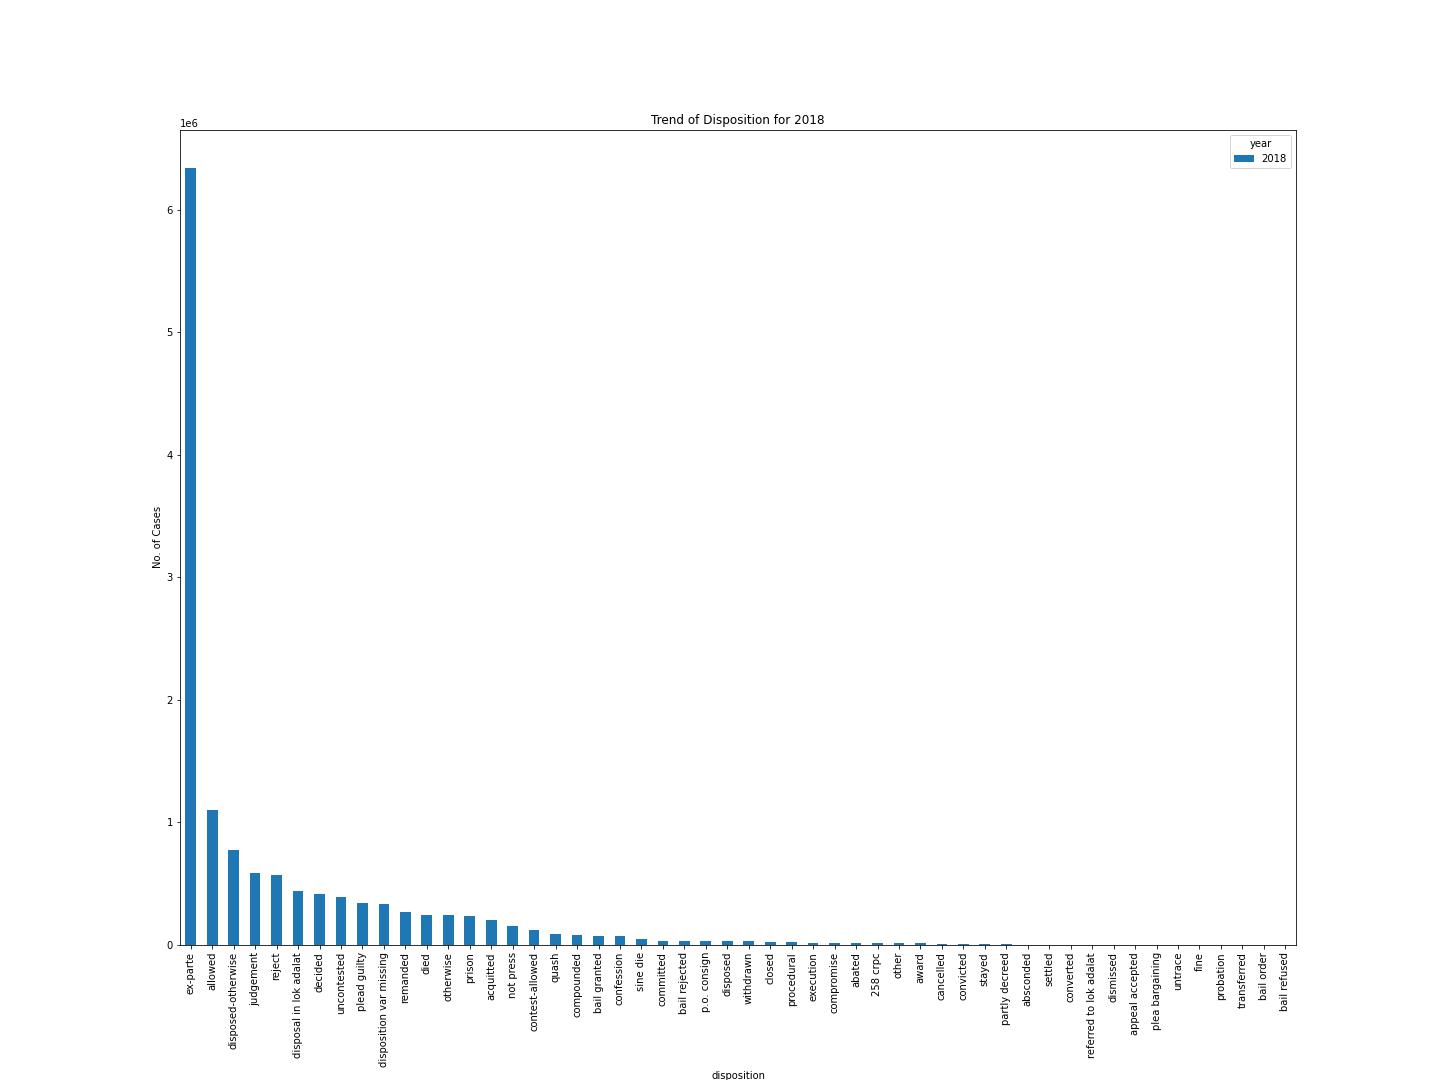 Trend of Disposition for 2018
1e6
year
2018
6
5
4
3
2
1
0
No. of Cases
ex-parte
allowed
disposed-otherwise
judgement
reject
disposal in lok adalat
decided
uncontested
plead guilty
disposition var missing
remanded
died
otherwise
prison
acquitted
not press
contest-allowed
quash
compounded
bail granted
confession
sine die
committed
bail rejected
p.o. consign
disposed
withdrawn
closed
procedural
execution
compromise
abated
258 crpc
other
award
cancelled
convicted
stayed
partly decreed
absconded
settled
converted
referred to lok adalat
dismissed
appeal accepted
plea bargaining
untrace
fine
probation
transferred
bail order
bail refused
disposition